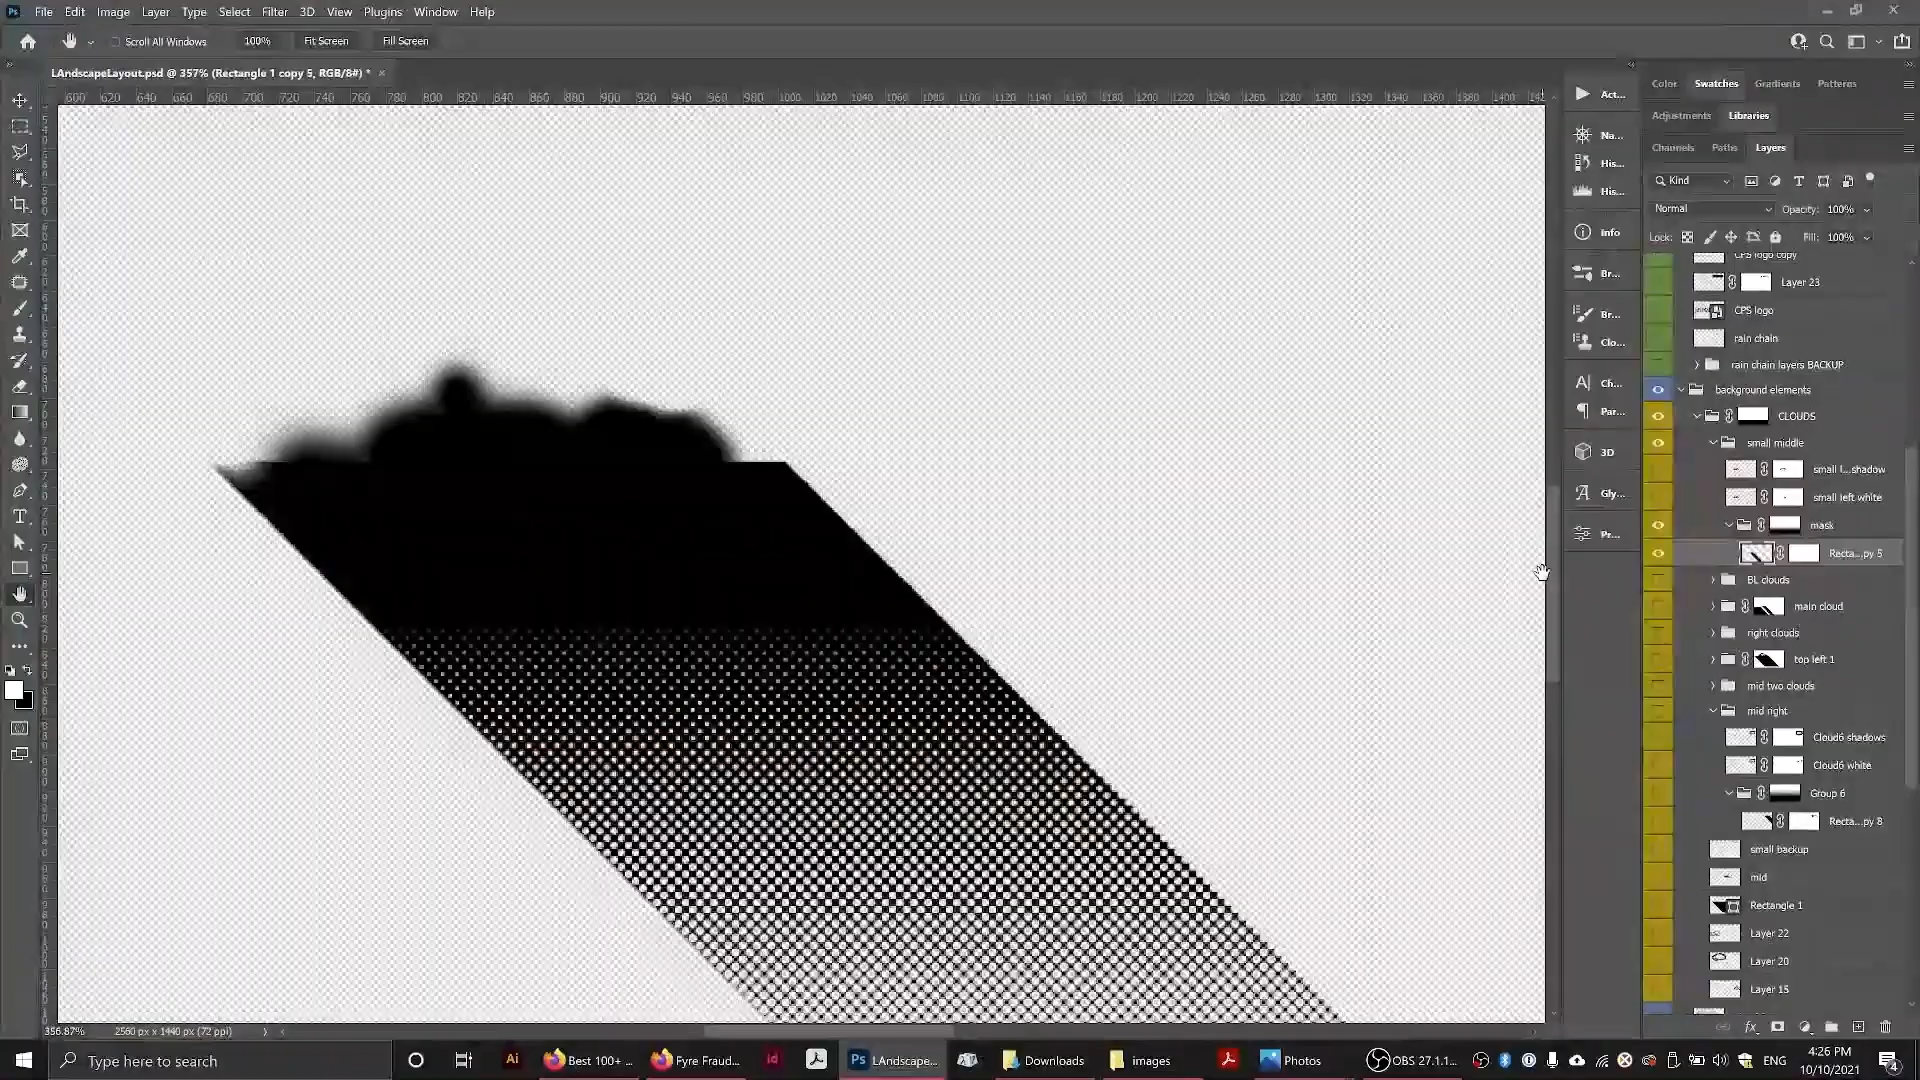 File Edit Image Layer Type Select Filter 3D View Plugins Window Help
Scroll All Windows 100% Fit Screen Fill Screen
LAndscapeLayout.psd @ 357% (Rectangle 1 copy 5, RGB/8#) *
600 620 640 660 680 700 720 740 760 780 800 820 840 860 880 900 920 940 960 980 1000 1020 1040 1060 1080 1100 1120 1140 1160 1180 1200 1220 1240 1260 1280 1300 1320 1340 1360 1380 1400
Act...
Na...
His...
His...
Info
Br...
Br...
Clo...
Ch...
Par...
3D
Gly...
Pr...
Color Swatches Gradients Patterns
Adjustments Libraries
Channels Paths Layers
Kind
Normal Opacity: 100%
Lock: Fill: 100%
CPS logo copy
Layer 23
CPS logo
rain chain
rain chain layers BACKUP
background elements
CLOUDS
small middle
small l...shadow
small left white
mask
Recta...py 5
BL clouds
main cloud
right clouds
top left 1
mid two clouds
mid right
Cloud6 shadows
Cloud6 white
Group 6
Recta...py 8
small backup
mid
Rectangle 1
Layer 22
Layer 20
Layer 15
356.87% 2560 px x 1440 px (72 ppi)
Type here to search
Best 100+ ...
Fyre Fraud...
LAndscape...
Downloads
images
Photos
OBS 27.1.1...
ENG
4:26 PM
10/10/2021
4